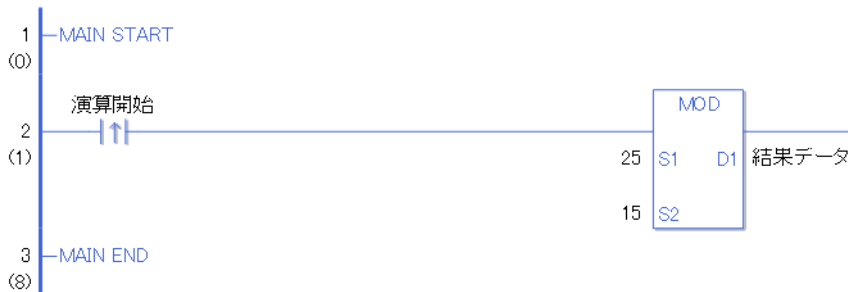 1 MAIN START
(0)
演算開始
MOD
2
(1)
25 S1 D1 結果データ
15 S2
3 MAIN END
(8)